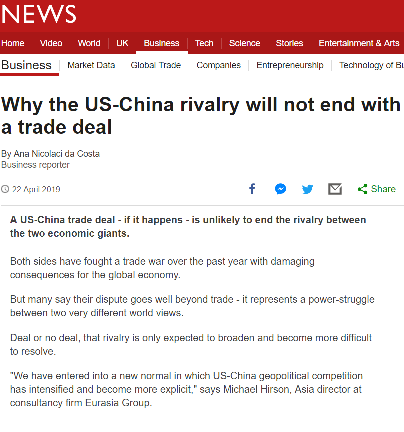 NEWS
Home Video World UK Business Tech Science Stories Entertainment & Arts
Business Market Data Global Trade Companies Entrepreneurship Technology of Bu
Why the US-China rivalry will not end with
a trade deal
By Ana Nicolaci da Costa
Business reporter
22 April 2019 Share
A US-China trade deal - if it happens - is unlikely to end the rivalry between
the two economic giants.
Both sides have fought a trade war over the past year with damaging
consequences for the global economy.
But many say their dispute goes well beyond trade - it represents a power-struggle
between two very different world views.
Deal or no deal, that rivalry is only expected to broaden and become more difficult
to resolve.
"We have entered into a new normal in which US-China geopolitical competition
has intensified and become more explicit," says Michael Hirson, Asia director at
consultancy firm Eurasia Group.